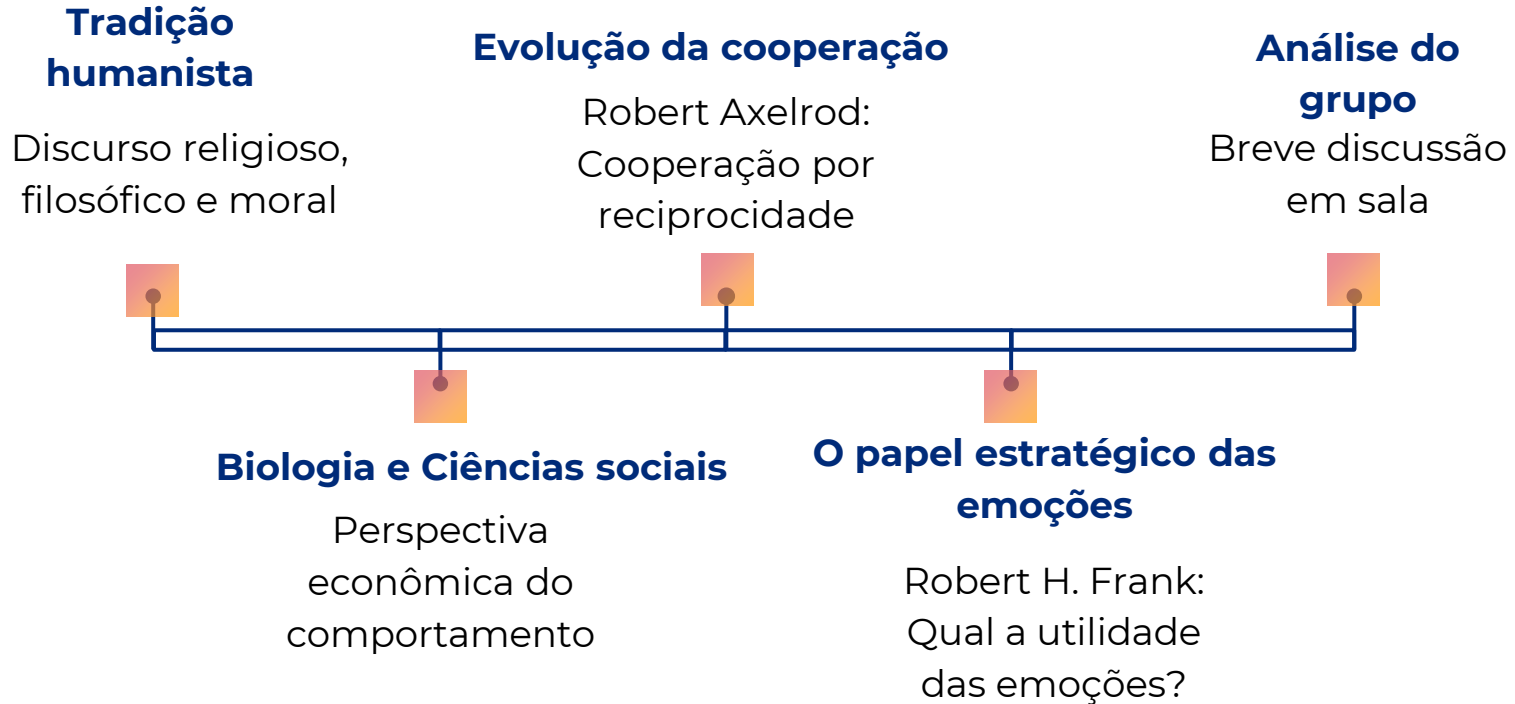 Tradição
humanista
Discurso religioso,
filosófico e moral
Biologia e Ciências sociais
Perspectiva
econômica do
comportamento
Evolução da cooperação
Robert Axelrod:
Cooperação por
reciprocidade
O papel estratégico das
emoções
Robert H. Frank:
Qual a utilidade
das emoções?
Análise do
grupo
Breve discussão
em sala